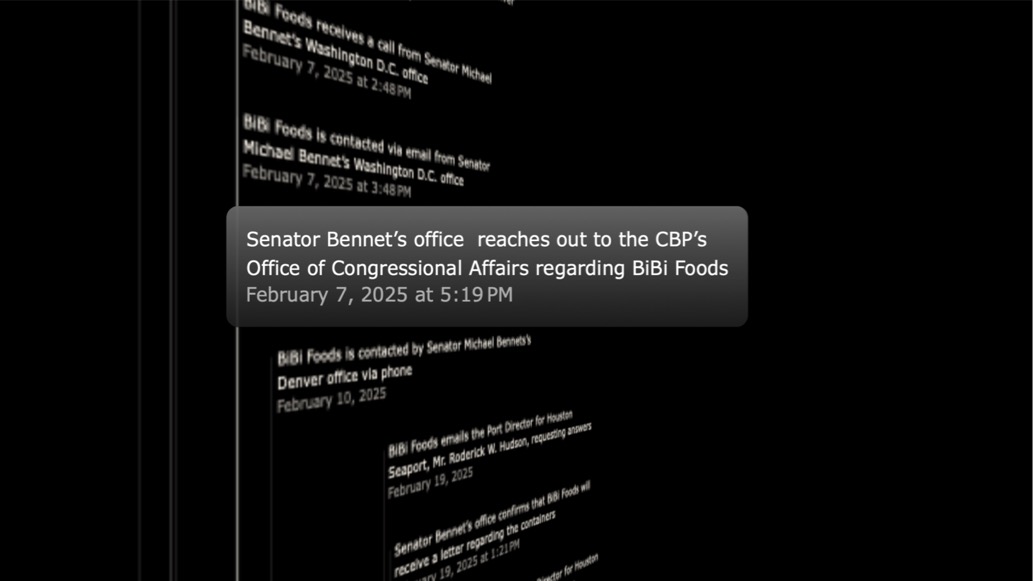 BiBi Foods receives a call from Senator Michael
Bennet's Washington D.C. office
February 7, 2025 at 2:48 PM
BiBi Foods is contacted via email from Senator
Michael Bennet's Washington D.C. office
February 7, 2025 at 3:48 PM
Senator Bennet’s office  reaches out to the CBP’s
Office of Congressional Affairs regarding BiBi Foods
February 7, 2025 at 5:19 PM
BiBi Foods is contacted by Senator Michael Bennets's
Denver office via phone
February 10, 2025
BiBi Foods emails the Port Director for Houston
Seaport, Mr. Roderick W. Hudson, requesting answers
February 19, 2025
Senator Bennet's office confirms that BiBi Foods will
receive a letter regarding the containers
19, 2025 at 1:21 PM
for Houston